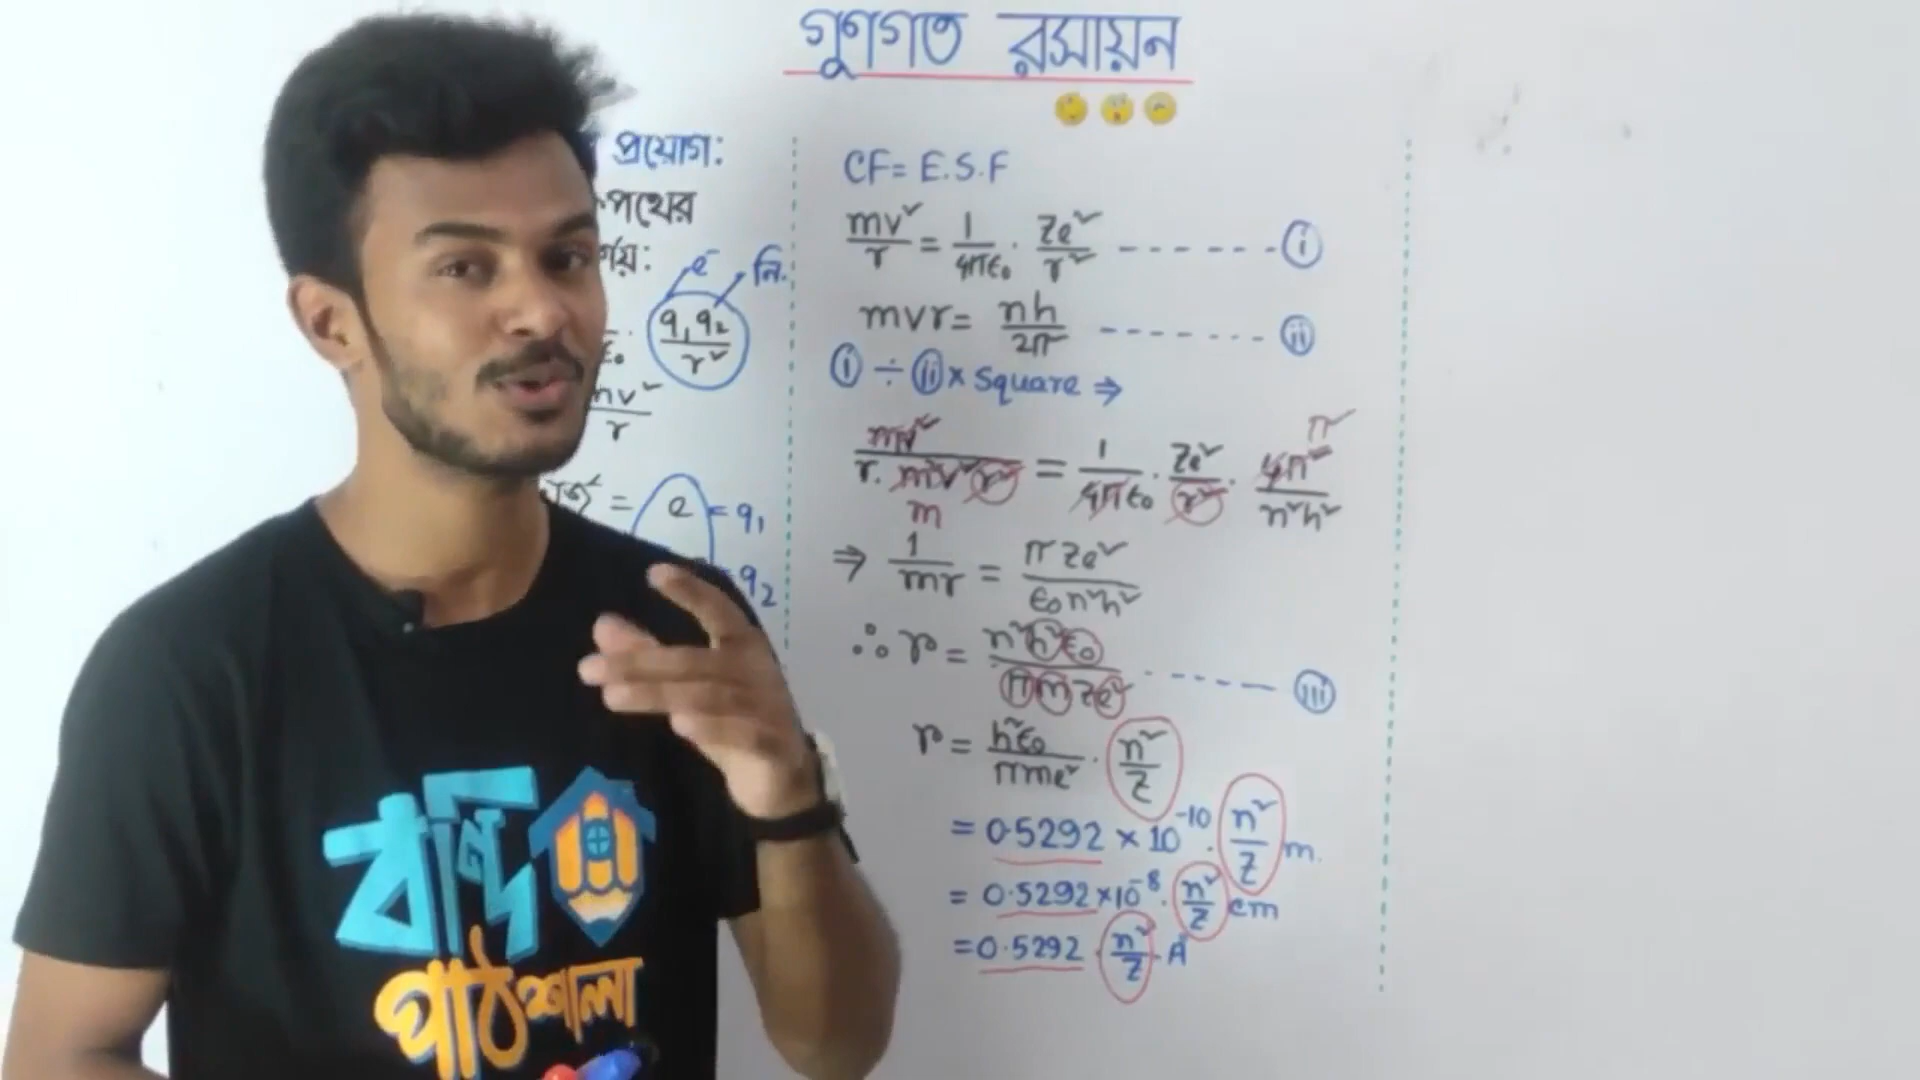 গুণগত রসায়ন
প্রয়োগ:
পথের
e⁻
নি.
q₁q₂/r²
mv²/r
= e = q₁
= q₂
CF= E.S.F
mv²/r = 1/4πε₀ · Ze²/r² ------ (i)
mvr= nh/2π ------ (ii)
(i) ÷ (ii) × Square ⇒
mv²/r. m²v²r² = 1/4πε₀ · Ze²/r² · 4π²/n²h²
m
π
⇒ 1/mr = πZe²/ε₀n²h²
∴ r = n²h²ε₀/πmZe² ------ (iii)
r = h²ε₀/πme² · n²/Z
= 0.5292 × 10⁻¹⁰ · n²/Z m.
= 0.5292×10⁻⁸ · n²/Z cm
= 0.5292 · n²/Z A°
বন্দি
পাঠশালা